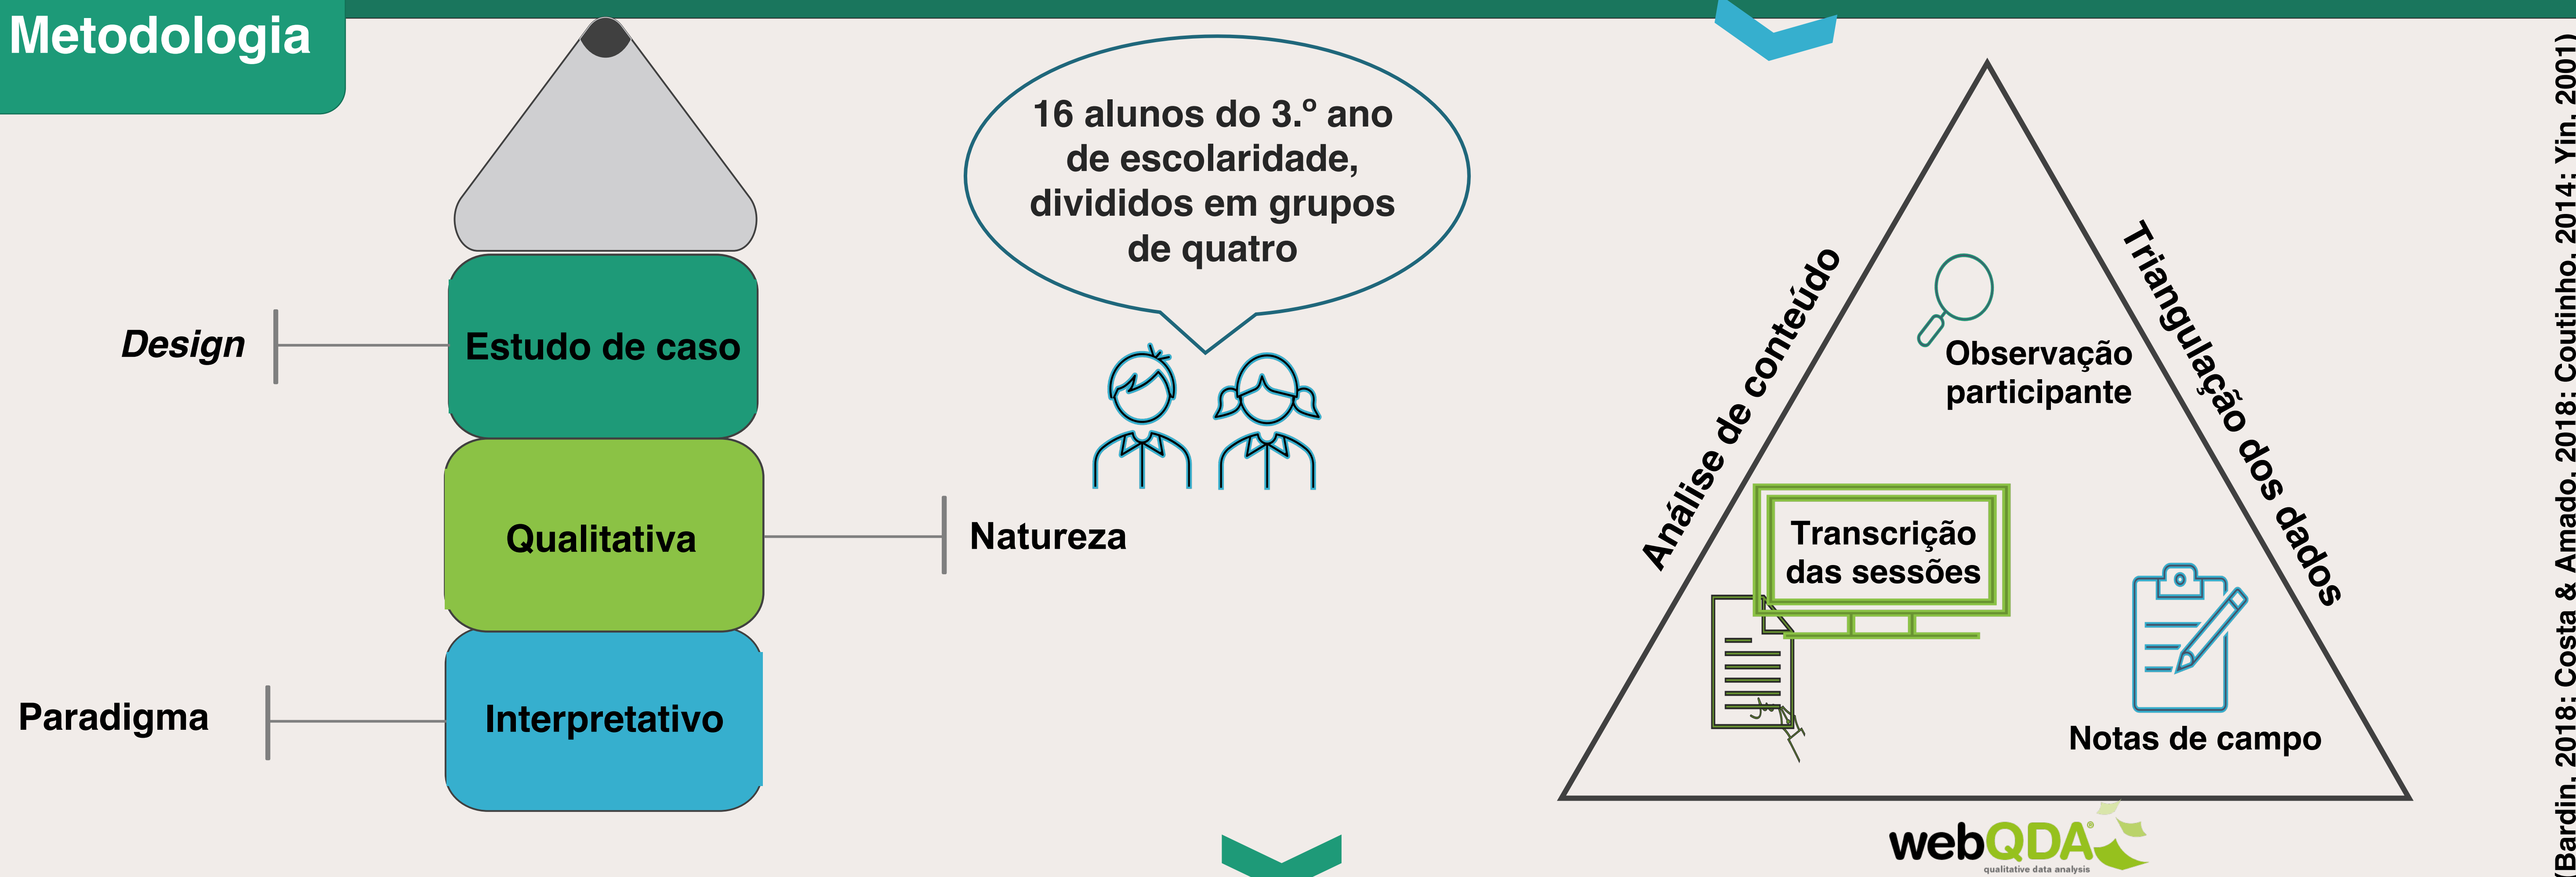 Metodologia
Design
Estudo de caso
Qualitativa
Natureza
Paradigma
Interpretativo
16 alunos do 3.º ano
de escolaridade,
divididos em grupos
de quatro
Análise de conteúdo
Triangulação dos dados
Observação
participante
Transcrição
das sessões
Notas de campo
webQDA®
qualitative data analysis
(Bardin, 2018; Costa & Amado, 2018; Coutinho, 2014; Yin, 2001)